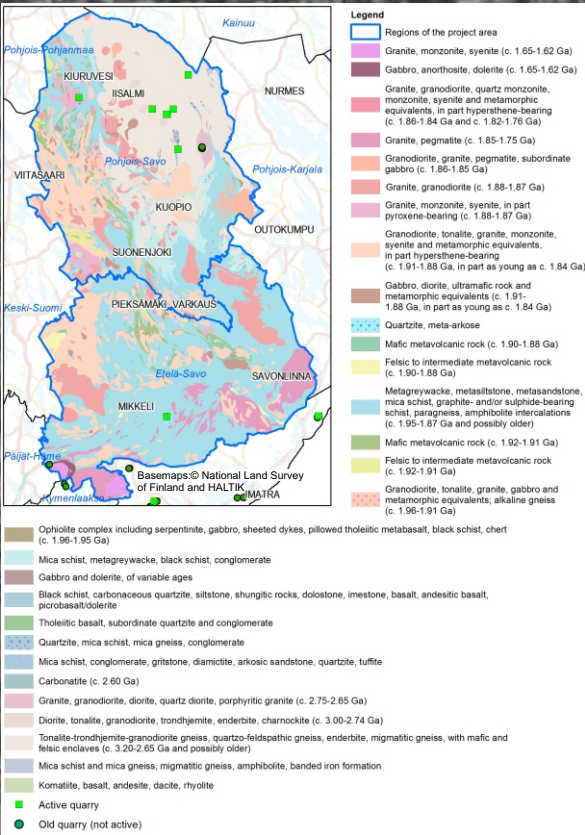 Kainuu
Pohjois-Pohjanmaa
KIURUVESI
IISALMI
NURMES
Pohjois-Savo
Pohjois-Karjala
VIITASAARI
KUOPIO
OUTOKUMPU
SUONENJOKI
Keski-Suomi
PIEKSÄMÄKI
VARKAUS
Etelä-Savo
SAVONLINNA
MIKKELI
Päijät-Häme
Kymenlaakso
IMATRA
Basemaps:© National Land Survey
of Finland and HALTIK
Legend
Regions of the project area
Granite, monzonite, syenite (c. 1.65-1.62 Ga)
Gabbro, anorthosite, dolerite (c. 1.65-1.62 Ga)
Granite, granodiorite, quartz monzonite,
monzonite, syenite and metamorphic
equivalents, in part hypersthene-bearing
(c. 1.86-1.84 Ga and c. 1.82-1.76 Ga)
Granite, pegmatite (c. 1.85-1.75 Ga)
Granodiorite, granite, pegmatite, subordinate
gabbro (c. 1.86-1.85 Ga)
Granite, granodiorite (c. 1.88-1.87 Ga)
Granite, monzonite, syenite, in part
pyroxene-bearing (c. 1.88-1.87 Ga)
Granodiorite, tonalite, granite, monzonite,
syenite and metamorphic equivalents,
in part hypersthene-bearing
(c. 1.91-1.88 Ga, in part as young as c. 1.84 Ga)
Gabbro, diorite, ultramafic rock and
metamorphic equivalents (c. 1.91-
1.88 Ga, in part as young as c. 1.84 Ga)
Quartzite, meta-arkose
Mafic metavolcanic rock (c. 1.90-1.88 Ga)
Felsic to intermediate metavolcanic rock
(c. 1.90-1.88 Ga)
Metagreywacke, metasiltstone, metasandstone,
mica schist, graphite- and/or sulphide-bearing
schist, paragneiss, amphibolite intercalations
(c. 1.95-1.87 Ga and possibly older)
Mafic metavolcanic rock (c. 1.92-1.91 Ga)
Felsic to intermediate metavolcanic rock
(c. 1.92-1.91 Ga)
Granodiorite, tonalite, granite, gabbro and
metamorphic equivalents; alkaline gneiss
(c. 1.96-1.91 Ga)
Ophiolite complex including serpentinite, gabbro, sheeted dykes, pillowed tholeiitic metabasalt, black schist, chert
(c. 1.96-1.95 Ga)
Mica schist, metagreywacke, black schist, conglomerate
Gabbro and dolerite, of variable ages
Black schist, carbonaceous quartzite, siltstone, shungitic rocks, dolostone, imestone, basalt, andesitic basalt,
picrobasalt/dolerite
Tholeiitic basalt, subordinate quartzite and conglomerate
Quartzite, mica schist, mica gneiss, conglomerate
Mica schist, conglomerate, gritstone, diamictite, arkosic sandstone, quartzite, tuffite
Carbonatite (c. 2.60 Ga)
Granite, granodiorite, diorite, quartz diorite, porphyritic granite (c. 2.75-2.65 Ga)
Diorite, tonalite, granodiorite, trondhjemite, enderbite, charnockite (c. 3.00-2.74 Ga)
Tonalite-trondhjemite-granodiorite gneiss, quartzo-feldspathic gneiss, enderbite, migmatitic gneiss, with mafic and
felsic enclaves (c. 3.20-2.65 Ga and possibly older)
Mica schist and mica gneiss, migmatitic gneiss, amphibolite, banded iron formation
Komatiite, basalt, andesite, dacite, rhyolite
Active quarry
Old quarry (not active)